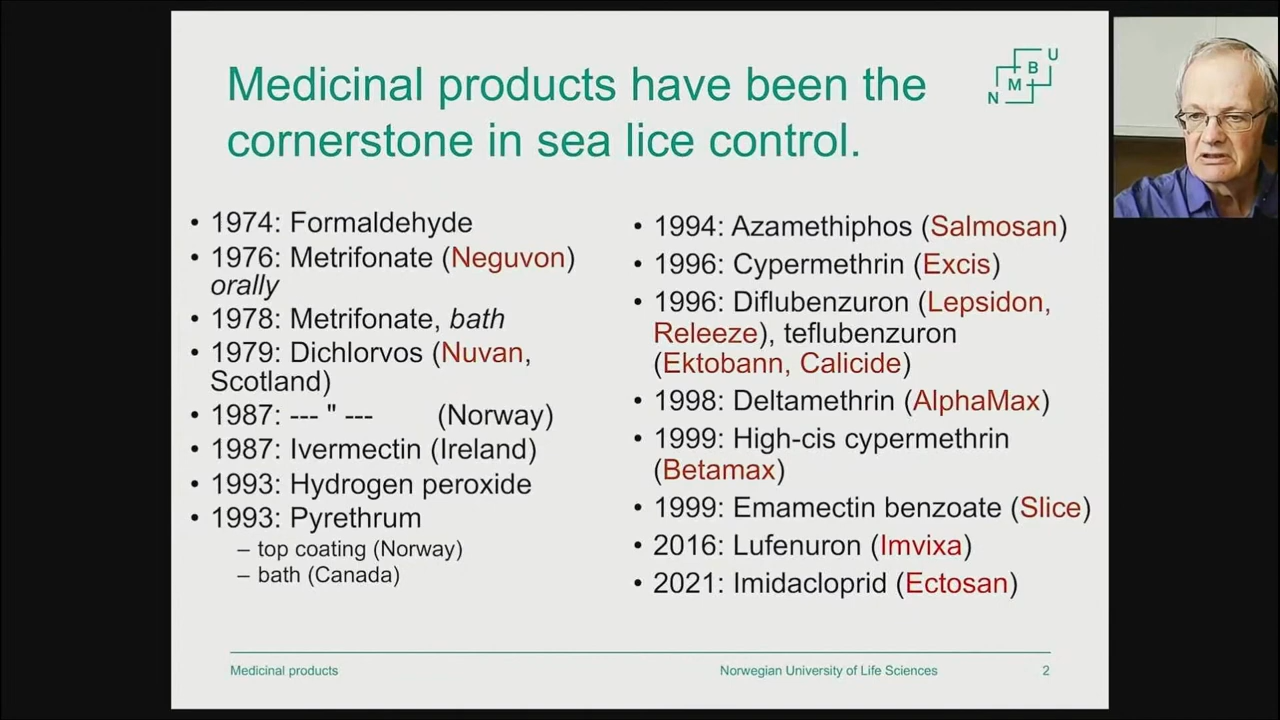 Medicinal products have been the
cornerstone in sea lice control.
N M B U
• 1974: Formaldehyde
• 1976: Metrifonate (Neguvon)
orally
• 1978: Metrifonate, bath
• 1979: Dichlorvos (Nuvan,
Scotland)
• 1987: --- " --- (Norway)
• 1987: Ivermectin (Ireland)
• 1993: Hydrogen peroxide
• 1993: Pyrethrum
– top coating (Norway)
– bath (Canada)
• 1994: Azamethiphos (Salmosan)
• 1996: Cypermethrin (Excis)
• 1996: Diflubenzuron (Lepsidon,
Releeze), teflubenzuron
(Ektobann, Calicide)
• 1998: Deltamethrin (AlphaMax)
• 1999: High-cis cypermethrin
(Betamax)
• 1999: Emamectin benzoate (Slice)
• 2016: Lufenuron (Imvixa)
• 2021: Imidacloprid (Ectosan)
Medicinal products
Norwegian University of Life Sciences
2